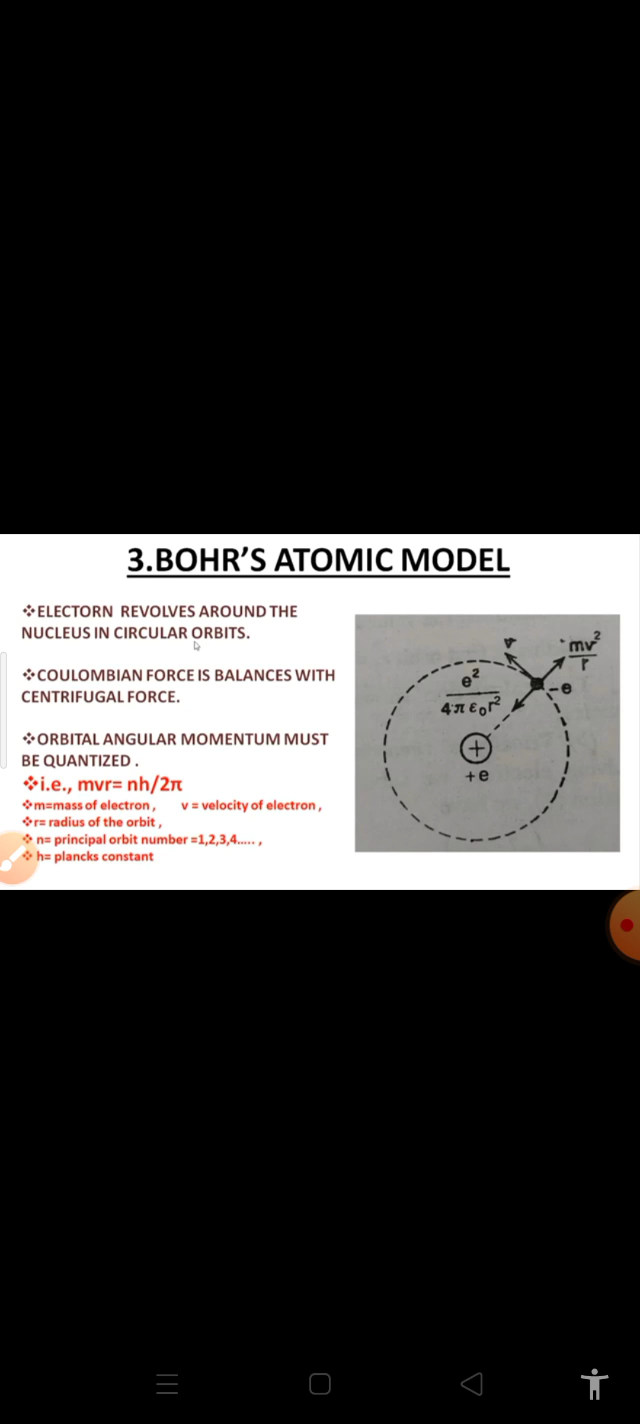 3.BOHR’S ATOMIC MODEL
❖ELECTORN REVOLVES AROUND THE
NUCLEUS IN CIRCULAR ORBITS.
❖COULOMBIAN FORCE IS BALANCES WITH
CENTRIFUGAL FORCE.
❖ORBITAL ANGULAR MOMENTUM MUST
BE QUANTIZED .
❖i.e., mvr= nh/2π
❖m=mass of electron , v = velocity of electron ,
❖r= radius of the orbit ,
❖ n= principal orbit number =1,2,3,4..... ,
❖ h= plancks constant
v
mv²
r
e²
4π ε₀r²
-e
+
+e